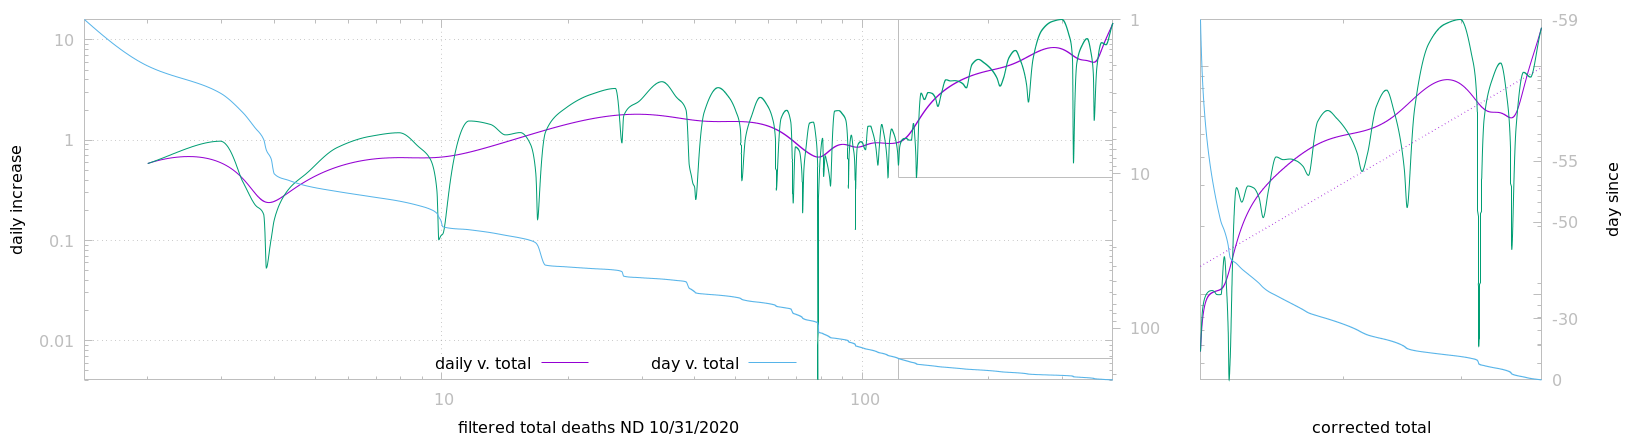 daily increase
10
1
0.1
0.01
10
100
1
10
100
daily v. total
day v. total
filtered total deaths ND 10/31/2020
-59
-55
-50
-30
0
day since
corrected total